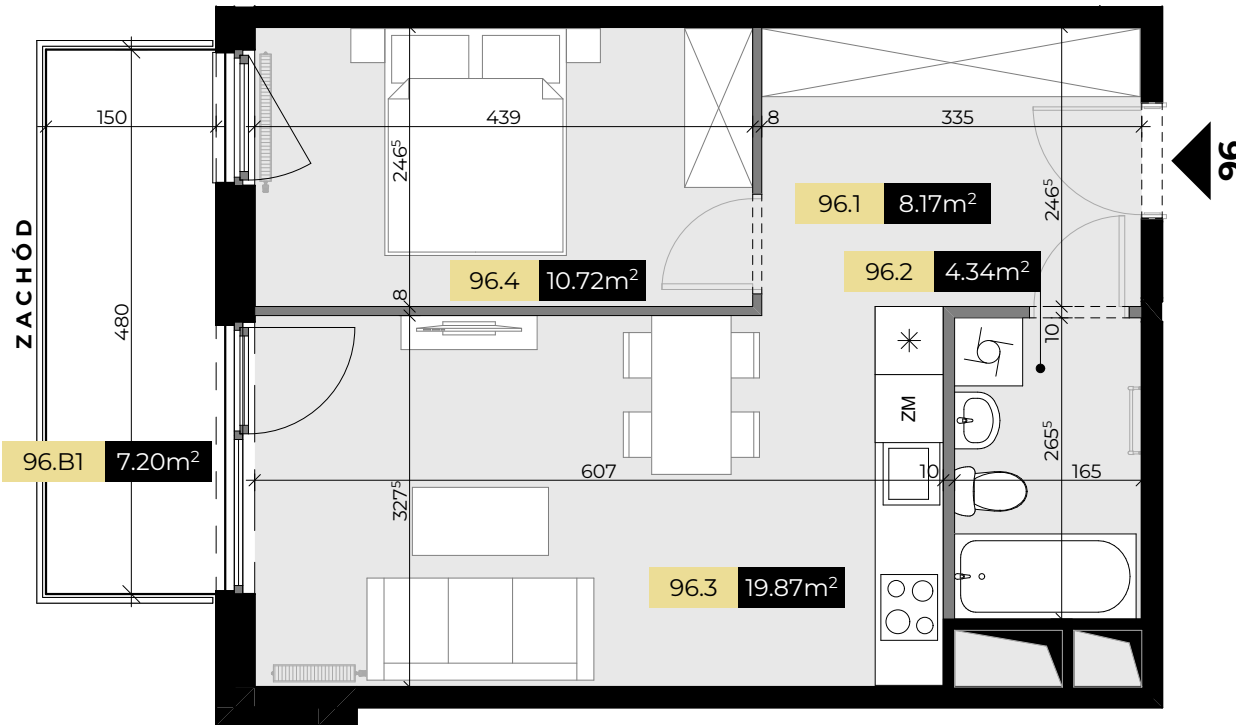 150
439
8
335
246⁵
246⁵
96
96.1 8.17m²
96.2 4.34m²
96.4 10.72m²
ZACHÓD
480
8
10
ZM
265⁵
96.B1 7.20m²
607
10
165
327⁵
96.3 19.87m²